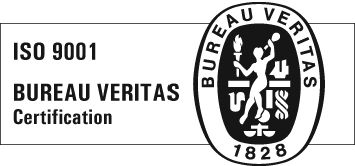 ISO 9001
BUREAU VERITAS
Certification
BUREAU VERITAS
1828